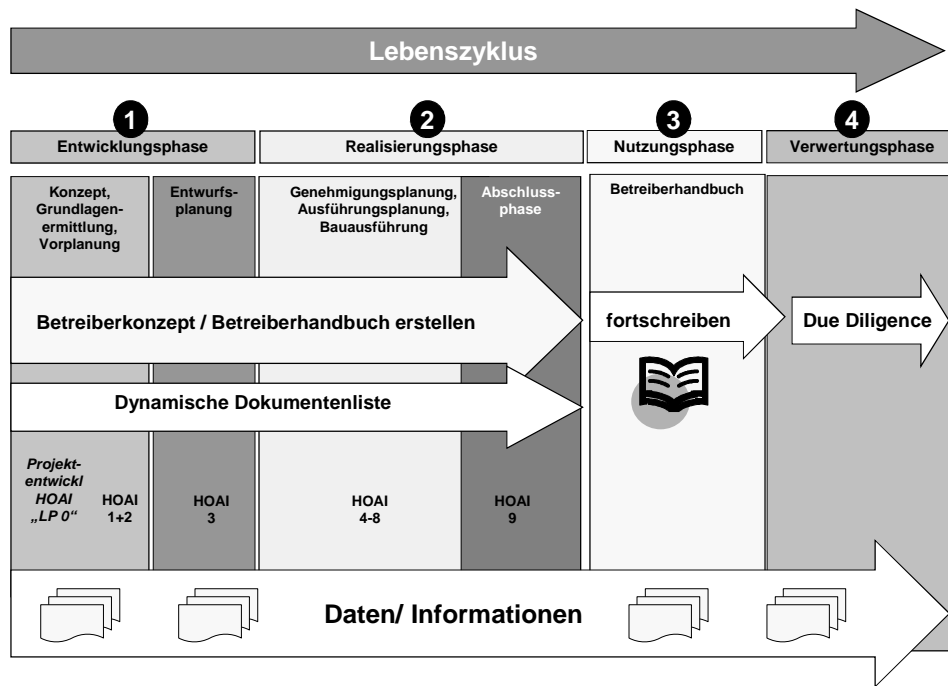 Lebenszyklus
1
2
3
4
Entwicklungsphase
Realisierungsphase
Nutzungsphase
Verwertungsphase
Konzept,
Grundlagen-
ermittlung,
Vorplanung
Entwurfs-
planung
Genehmigungsplanung,
Ausführungsplanung,
Bauausführung
Abschluss-
phase
Betreiberhandbuch
Betreiberkonzept / Betreiberhandbuch erstellen
fortschreiben
Due Diligence
Dynamische Dokumentenliste
Projekt-
entwickl
HOAI
„LP 0“
HOAI
1+2
HOAI
3
HOAI
4-8
HOAI
9
Daten/ Informationen